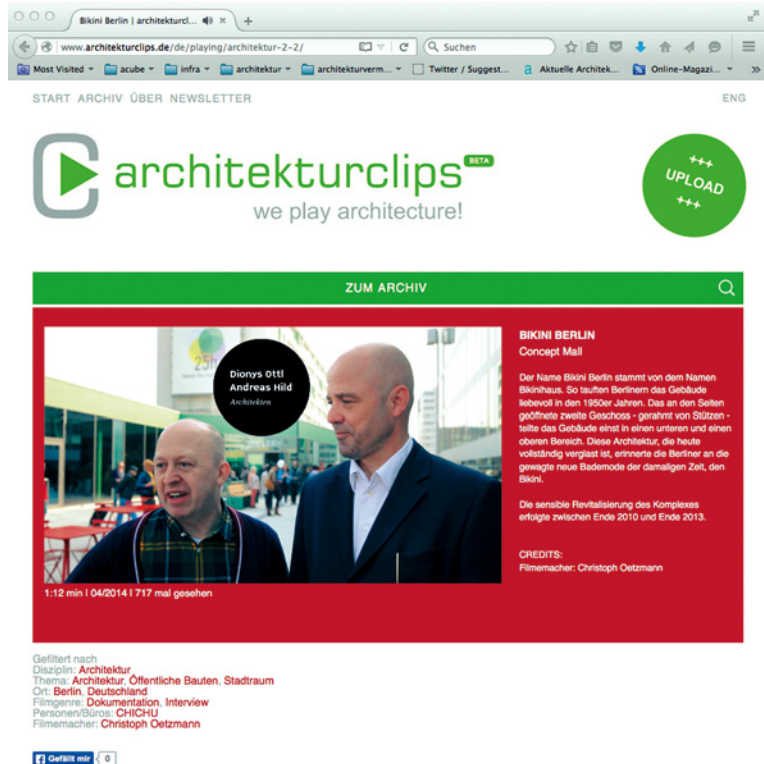 Bikini Berlin | architekturcl...
www.architekturclips.de/de/playing/architektur-2-2/
Suchen
Most Visited
acube
infra
architektur
architekturverm...
Twitter / Suggest...
Aktuelle Architek...
Online-Magazi...
START ARCHIV ÜBER NEWSLETTER
ENG
architekturclips BETA
we play architecture!
+++
UPLOAD
+++
ZUM ARCHIV
25h
Dionys Ottl
Andreas Hild
Architekten
1:12 min I 04/2014 I 717 mal gesehen
BIKINI BERLIN
Concept Mall
Der Name Bikini Berlin stammt von dem Namen
Bikinihaus. So tauften Berlinern das Gebäude
liebevoll in den 1950er Jahren. Das an den Seiten
geöffnete zweite Geschoss - gerahmt von Stützen -
teilte das Gebäude einst in einen unteren und einen
oberen Bereich. Diese Architektur, die heute
vollständig verglast ist, erinnerte die Berliner an die
gewagte neue Bademode der damaligen Zeit, den
Bikini.
Die sensible Revitalisierung des Komplexes
erfolgte zwischen Ende 2010 und Ende 2013.
CREDITS:
Filmemacher: Christoph Oetzmann
Gefiltert nach
Disziplin: Architektur
Thema: Architektur, Öffentliche Bauten, Stadtraum
Ort: Berlin, Deutschland
Filmgenre: Dokumentation, Interview
Personen/Büros: CHICHU
Filmemacher: Christoph Oetzmann
Gefällt mir 0